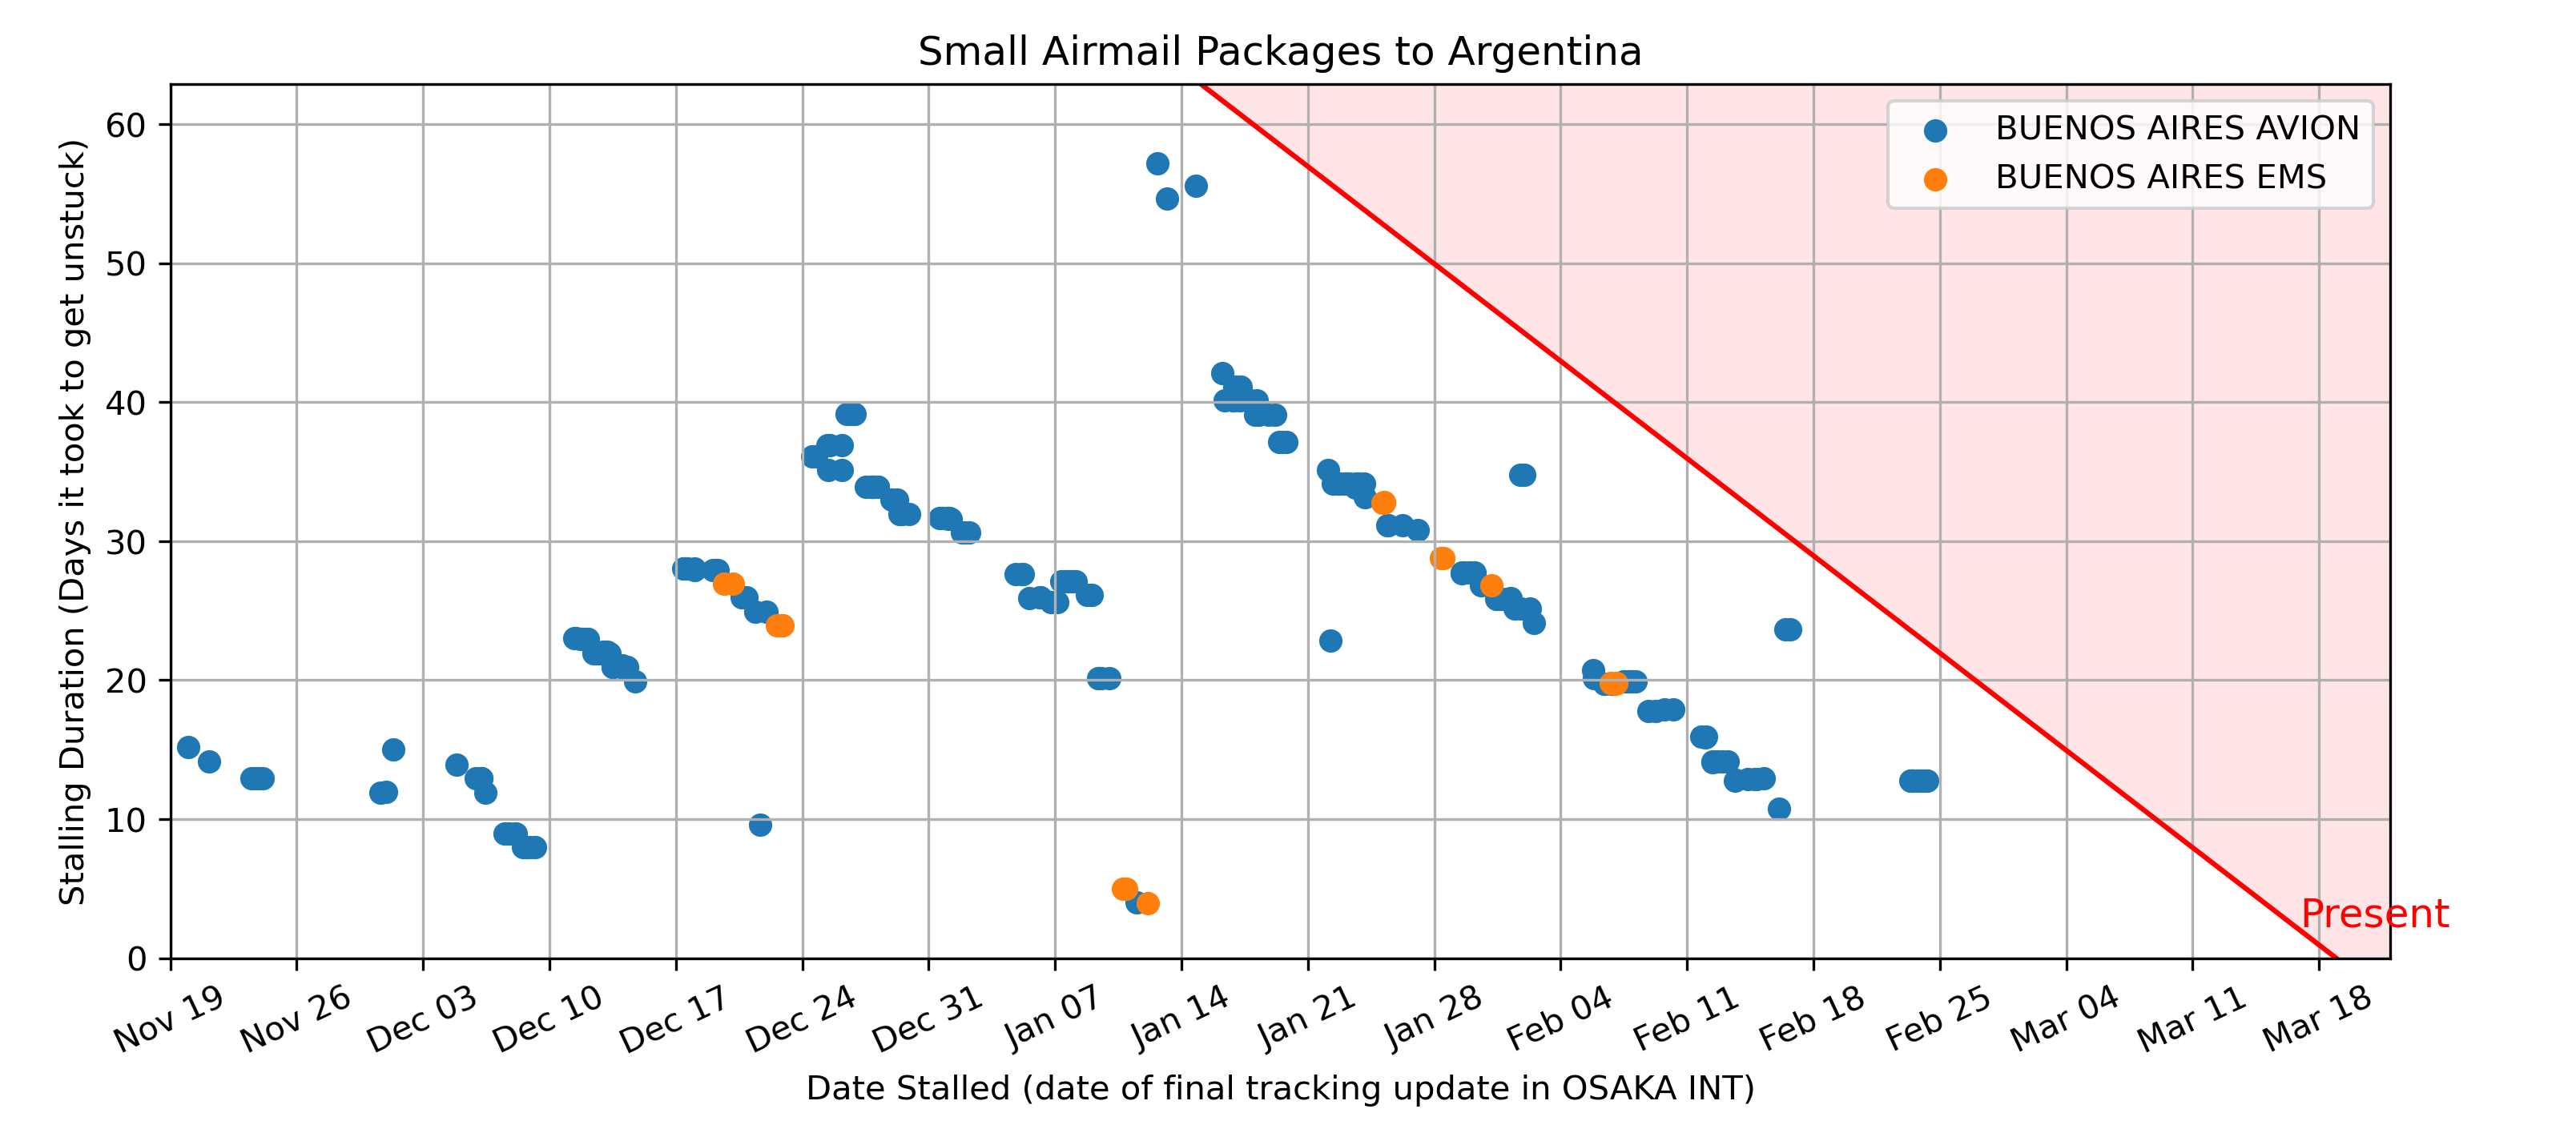 Small Airmail Packages to Argentina
BUENOS AIRES AVION
BUENOS AIRES EMS
Stalling Duration (Days it took to get unstuck)
60
50
40
30
20
10
0
Present
Nov 19
Nov 26
Dec 03
Dec 10
Dec 17
Dec 24
Dec 31
Jan 07
Jan 14
Jan 21
Jan 28
Feb 04
Feb 11
Feb 18
Feb 25
Mar 04
Mar 11
Mar 18
Date Stalled (date of final tracking update in OSAKA INT)